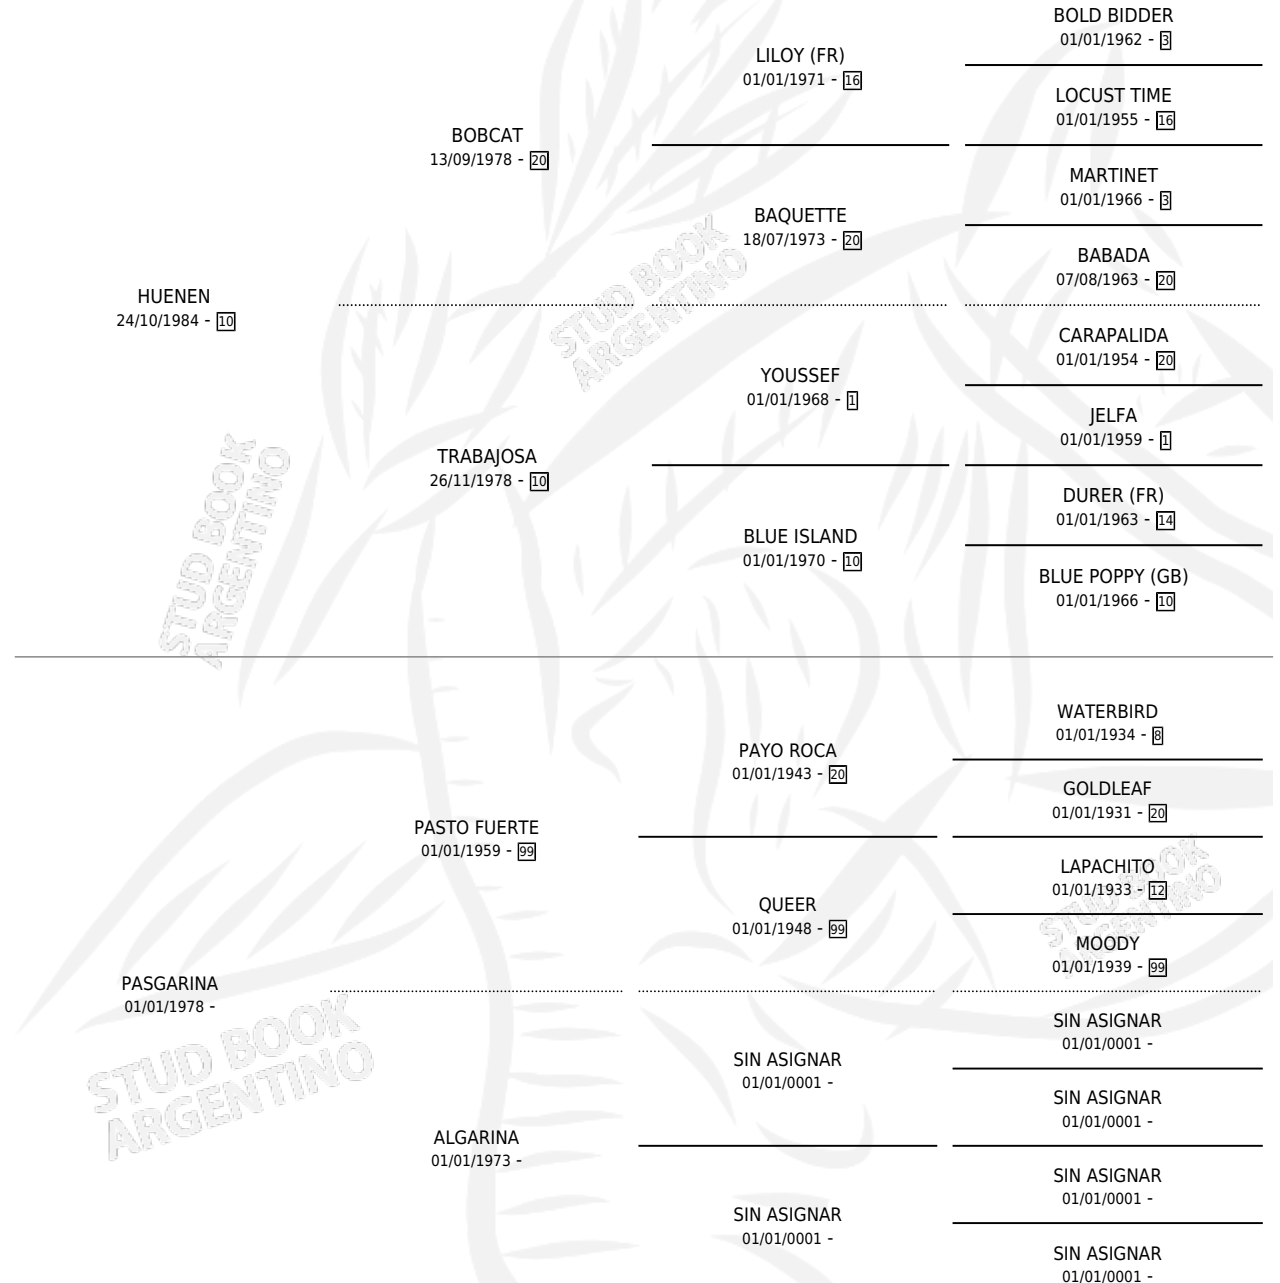 BOLD BIDDER
01/01/1962 - 3
LILOY (FR)
01/01/1971 - 16
LOCUST TIME
01/01/1955 - 16
BOBCAT
13/09/1978 - 20
MARTINET
01/01/1966 - 3
BAQUETTE
18/07/1973 - 20
BABADA
07/08/1963 - 20
HUENEN
24/10/1984 - 10
CARAPALIDA
01/01/1954 - 20
YOUSSEF
01/01/1968 - 1
JELFA
01/01/1959 - 1
TRABAJOSA
26/11/1978 - 10
DURER (FR)
01/01/1963 - 14
BLUE ISLAND
01/01/1970 - 10
BLUE POPPY (GB)
01/01/1966 - 10
STUD BOOK
ARGENTINO
STUD BOOK
ARGENTINO
WATERBIRD
01/01/1934 - 8
PAYO ROCA
01/01/1943 - 20
GOLDLEAF
01/01/1931 - 20
PASTO FUERTE
01/01/1959 - 99
LAPACHITO
01/01/1933 - 12
QUEER
01/01/1948 - 99
MOODY
01/01/1939 - 99
PASGARINA
01/01/1978 -
SIN ASIGNAR
01/01/0001 -
SIN ASIGNAR
01/01/0001 -
SIN ASIGNAR
01/01/0001 -
ALGARINA
01/01/1973 -
SIN ASIGNAR
01/01/0001 -
SIN ASIGNAR
01/01/0001 -
SIN ASIGNAR
01/01/0001 -
STUD BOOK
ARGENTINO
STUD BOOK
ARGENTINO